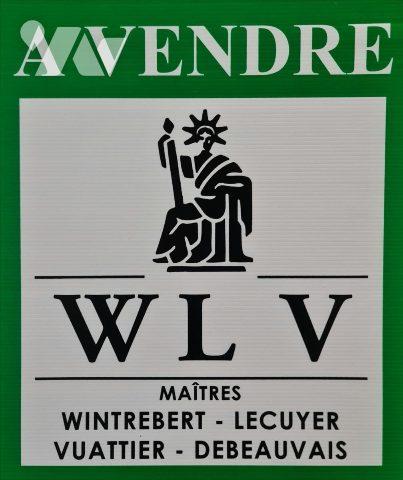 A VENDRE
W L V
MAÎTRES
WINTREBERT - LECUYER
VUATTIER - DEBEAUVAIS